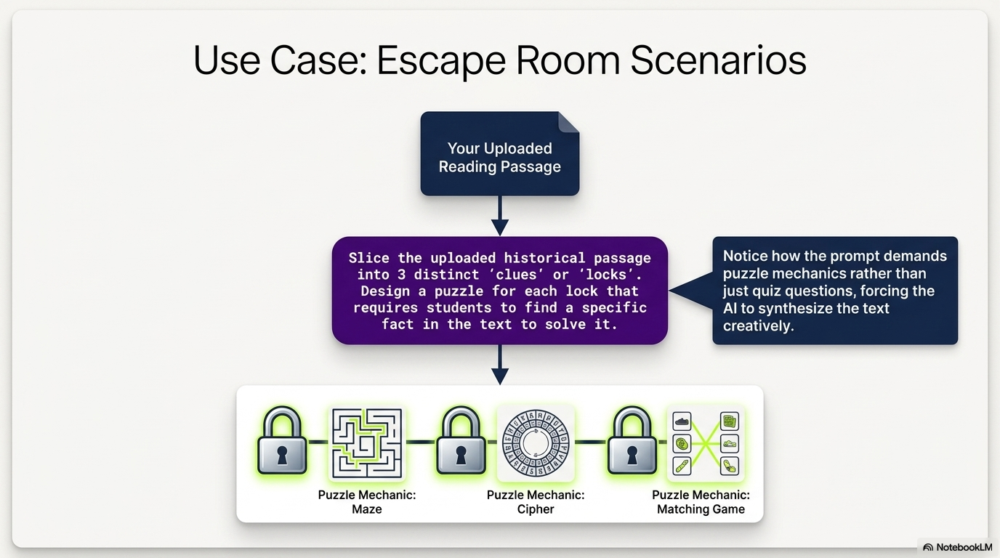 Use Case: Escape Room Scenarios
Your Uploaded
Reading Passage
Slice the uploaded historical passage
into 3 distinct ‘clues’ or ‘locks’.
Design a puzzle for each lock that
requires students to find a specific
fact in the text to solve it.
Notice how the prompt demands
puzzle mechanics rather than
just quiz questions, forcing the
AI to synthesize the text
creatively.
Puzzle Mechanic:
Maze
Puzzle Mechanic:
Cipher
Puzzle Mechanic:
Matching Game
NotebookLM